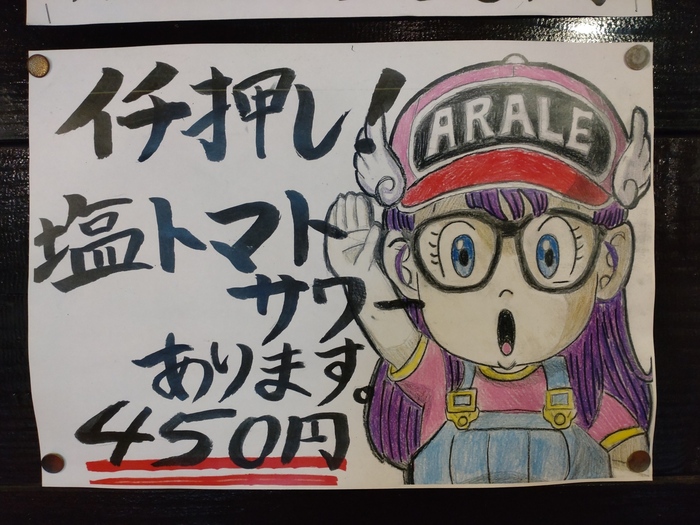 イチ押し!
塩トマト
サワー
あります。
450円
ARALE